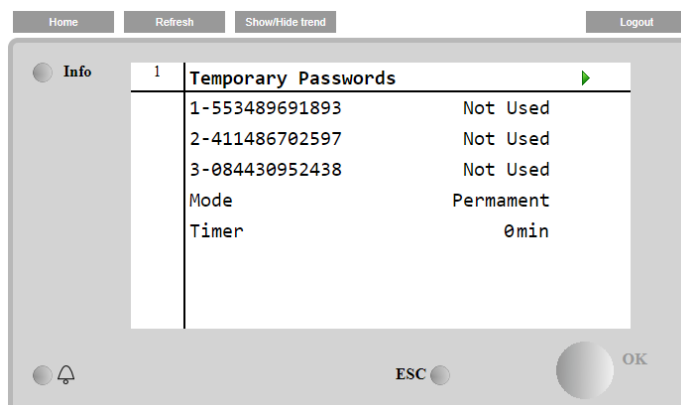 Home Refresh Show/Hide trend Logout
Info
1 Temporary Passwords
1-553489691893 Not Used
2-411486702597 Not Used
3-084430952438 Not Used
Mode Permament
Timer 0min
ESC
OK